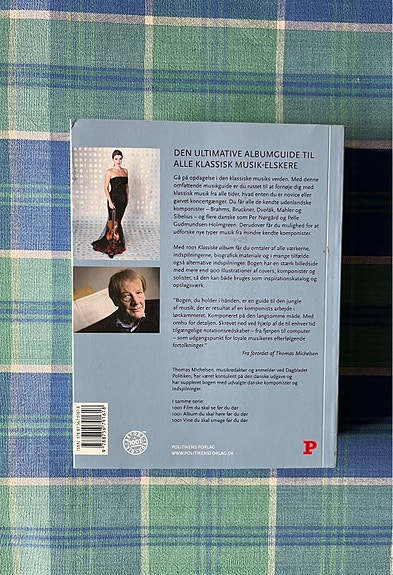 DEN ULTIMATIVE ALBUMGUIDE TIL
ALLE KLASSISK MUSIK-ELSKERE
Gå på opdagelse i den klassiske musiks verden. Med denne
omfattende musikguide er du rustet til at fornøje dig med
klassisk musik fra alle tider, hvad enten du er novice eller
garvet koncertgænger. Du får alle de kendte udenlandske
komponister – Brahms, Bruckner, Dvořák, Mahler og
Sibelius – og flere danske som Per Nørgård og Pelle
Gudmundsen-Holmgreen. Derudover får du mulighed for at
udforske nye typer musik fra mindre kendte komponister.
Med 1001 Klassiske album får du omtaler af alle værkerne,
indspilningerne, biografisk materiale og i mange tilfælde
også alternative indspilninger. Bogen har en stærk billedside
med mere end 900 illustrationer af covers, komponister og
solister, så den kan både bruges som inspirationskatalog og
opslagsværk.
"Bogen, du holder i hånden, er en guide til den jungle
af musik, der er resultat af en komponists arbejde i
lønkammeret. Komponeret på den langsomme måde. Med
omhu for detaljen. Skrevet ned ved hjælp af de til enhver tid
tilgængelige notationsredskaber – fra fjerpen til computer
– som udgangspunkt for loyale musikeres efterfølgende
fortolkninger."
Fra forordet af Thomas Michelsen
Thomas Michelsen, musikredaktør og anmelder ved Dagbladet
Politiken, har været konsulent på den danske udgave og
har suppleret bogen med udvalgte danske komponister og
indspilninger.
I samme serie:
1001 Film du skal se før du dør
1001 Album du skal høre før du dør
1001 Vine du skal smage før du dør
1001
POLITIKENS FORLAG
WWW.POLITIKENSFORLAG.DK
P